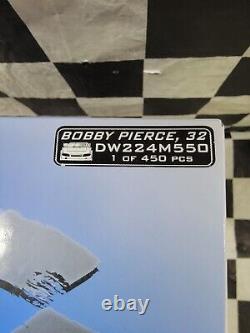 BOBBY PIERCE, 32
DW224M550
1 OF 450 PCS